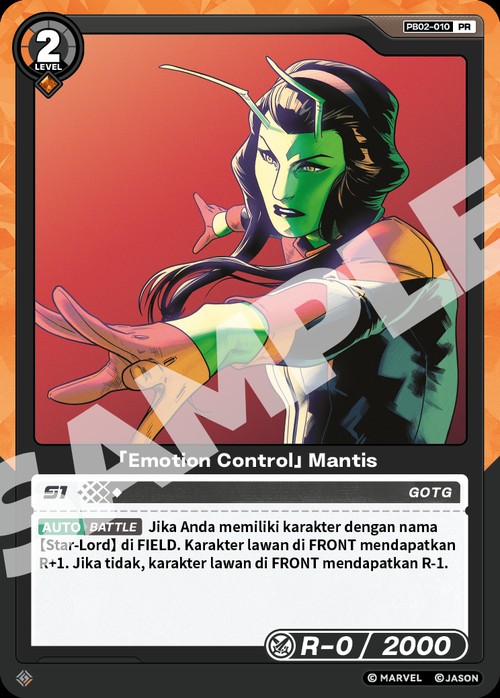 PB02-010 PR
2
LEVEL
SAMPLE
「Emotion Control」 Mantis
S1
GOTG
AUTO BATTLE Jika Anda memiliki karakter dengan nama
【Star-Lord】 di FIELD. Karakter lawan di FRONT mendapatkan
R+1. Jika tidak, karakter lawan di FRONT mendapatkan R-1.
R-0 / 2000
© MARVEL ©JASON